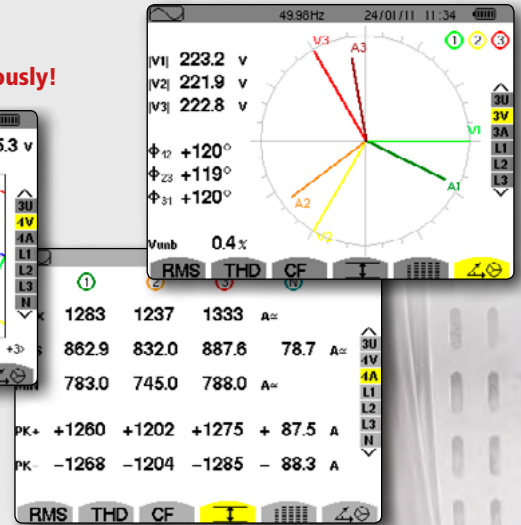 ously!
49.98Hz 24/01/11 11:34
|V1| 223.2 v
|V2| 221.9 v
|V3| 222.8 v
Φ12 +120°
Φ23 +119°
Φ31 +120°
Vunb 0.4%
V3
A3
V1
A1
A2
V2
1 2 3
3U
3V
3A
L1
L2
L3
RMS THD CF
5.3 v
3U
4V
4A
L1
L2
L3
N
+3>
1 2 3 N
1283 1237 1333 A≃
862.9 832.0 887.6 78.7 A≃
MIN 783.0 745.0 788.0 A≃
PK+ +1260 +1202 +1275 + 87.5 A
PK- -1268 -1204 -1285 - 88.3 A
3U
4V
4A
L1
L2
L3
N
RMS THD CF